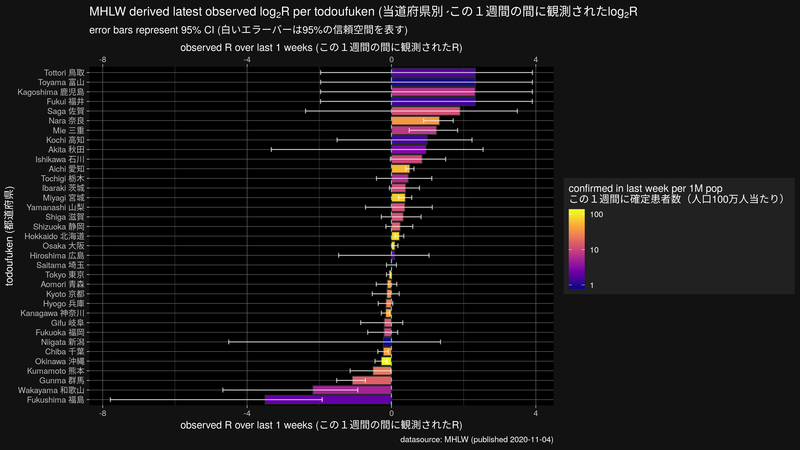 MHLW derived latest observed log₂R per todoufuken (当道府県別 -この１週間の間に観測されたlog₂R
error bars represent 95% CI (白いエラーバーは95%の信頼空間を表す)
observed R over last 1 weeks (この１週間の間に観測されたR)
-8 -4 0 4
Tottori 鳥取
Toyama 富山
Kagoshima 鹿児島
Fukui 福井
Saga 佐賀
Nara 奈良
Mie 三重
Kochi 高知
Akita 秋田
Ishikawa 石川
Aichi 愛知
Tochigi 栃木
Ibaraki 茨城
Miyagi 宮城
Yamanashi 山梨
Shiga 滋賀
Shizuoka 静岡
Hokkaido 北海道
Osaka 大阪
Hiroshima 広島
Saitama 埼玉
Tokyo 東京
Aomori 青森
Kyoto 京都
Hyogo 兵庫
Kanagawa 神奈川
Gifu 岐阜
Fukuoka 福岡
Niigata 新潟
Chiba 千葉
Okinawa 沖縄
Kumamoto 熊本
Gunma 群馬
Wakayama 和歌山
Fukushima 福島
todoufuken (都道府県)
-8 -4 0 4
observed R over last 1 weeks (この１週間の間に観測されたR)
datasource: MHLW (published 2020-11-04)
confirmed in last week per 1M pop
この１週間に確定患者数（人口100万人当たり）
100
10
1